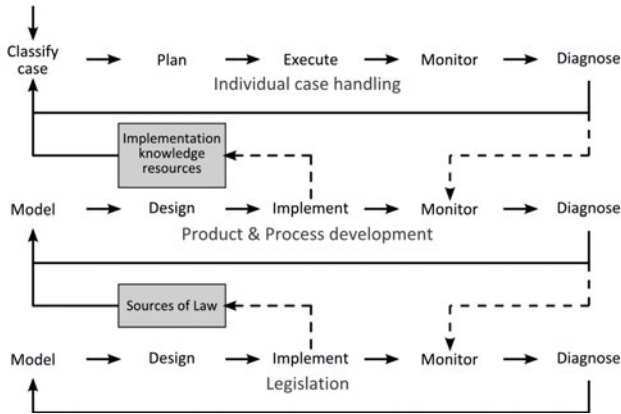 Classify
case
Plan
Execute
Monitor
Diagnose
Individual case handling
Implementation
knowledge
resources
Model
Design
Implement
Monitor
Diagnose
Product & Process development
Sources of Law
Model
Design
Implement
Monitor
Diagnose
Legislation